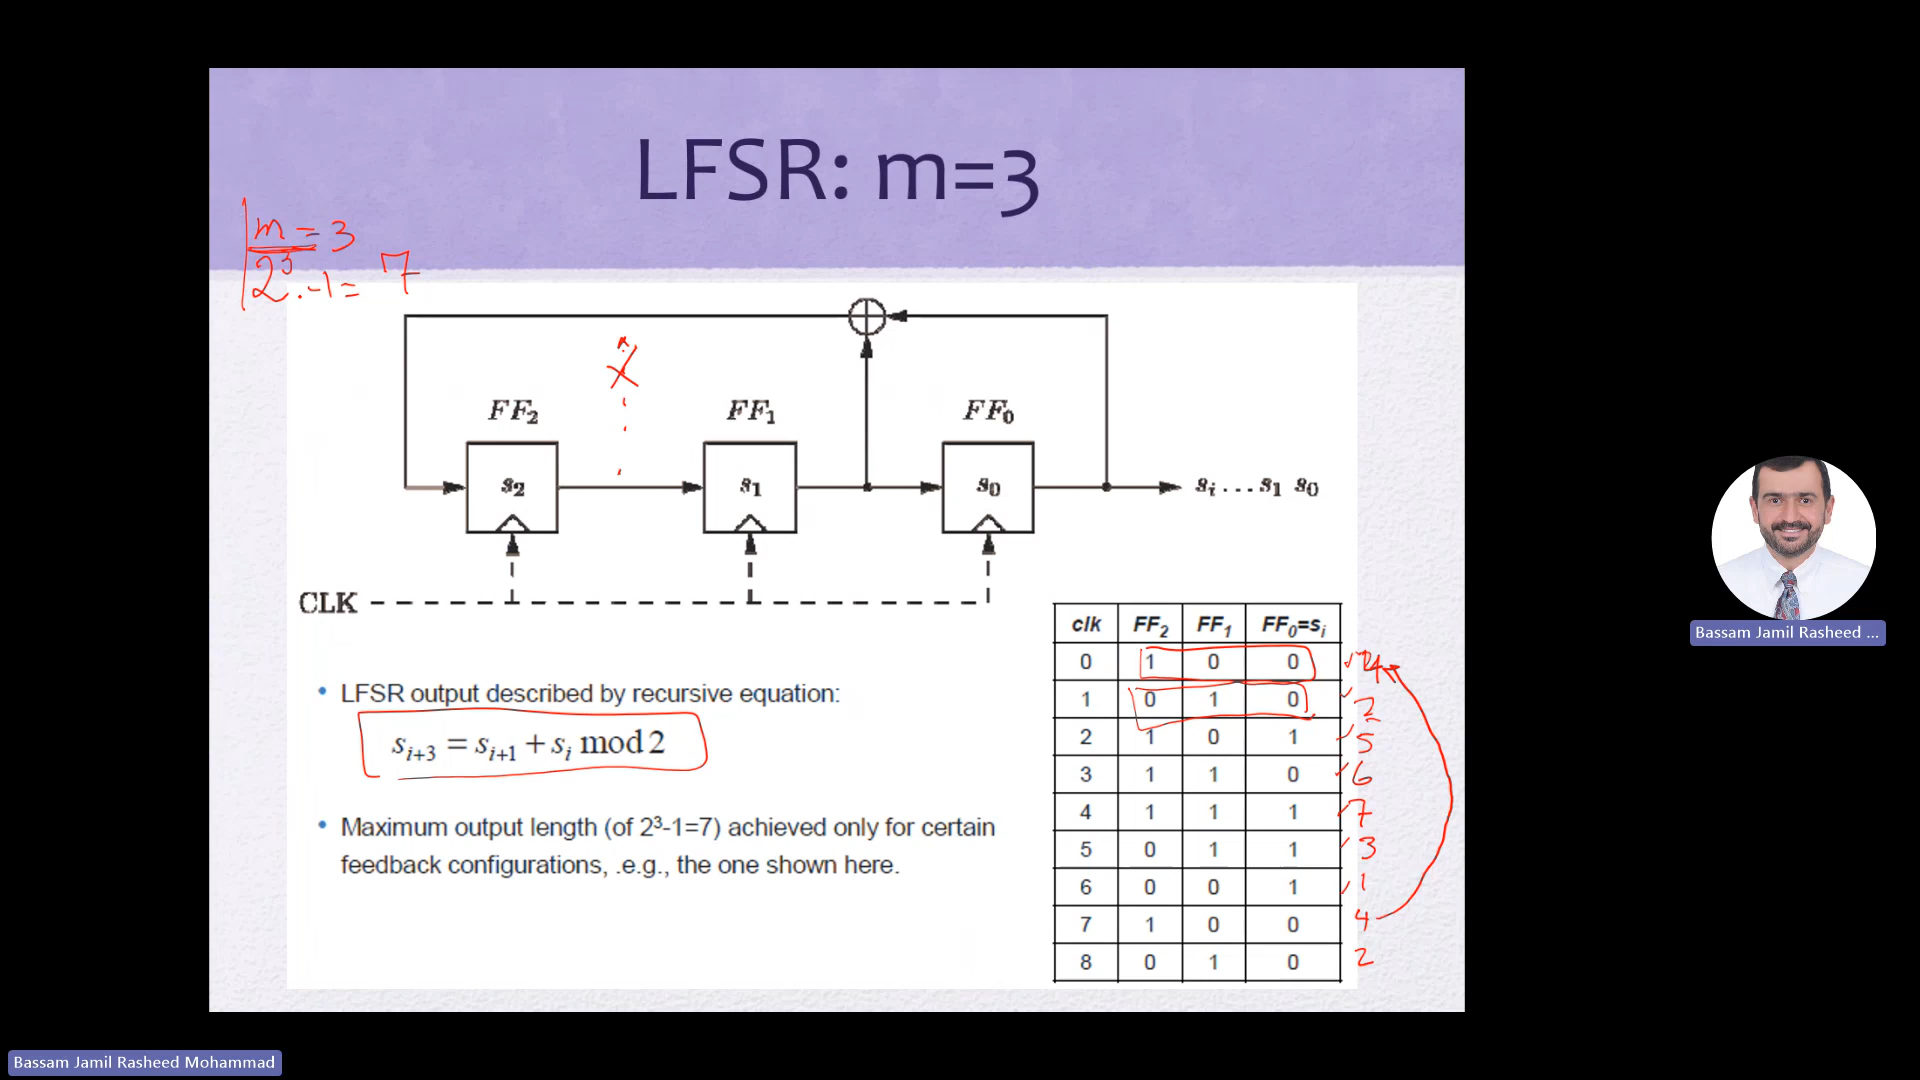 LFSR: m=3
m = 3
2³ - 1 = 7
FF₂ FF₁ FF₀
s₂ s₁ s₀ sᵢ...s₁ s₀
CLK
• LFSR output described by recursive equation:
sᵢ₊₃ = sᵢ₊₁ + sᵢ mod 2
• Maximum output length (of 2³-1=7) achieved only for certain
feedback configurations, .e.g., the one shown here.
clk FF₂ FF₁ FF₀=sᵢ
0 1 0 0 4
1 0 1 0 2
2 1 0 1 5
3 1 1 0 6
4 1 1 1 7
5 0 1 1 3
6 0 0 1 1
7 1 0 0 4
8 0 1 0 2
Bassam Jamil Rasheed ...
Bassam Jamil Rasheed Mohammad